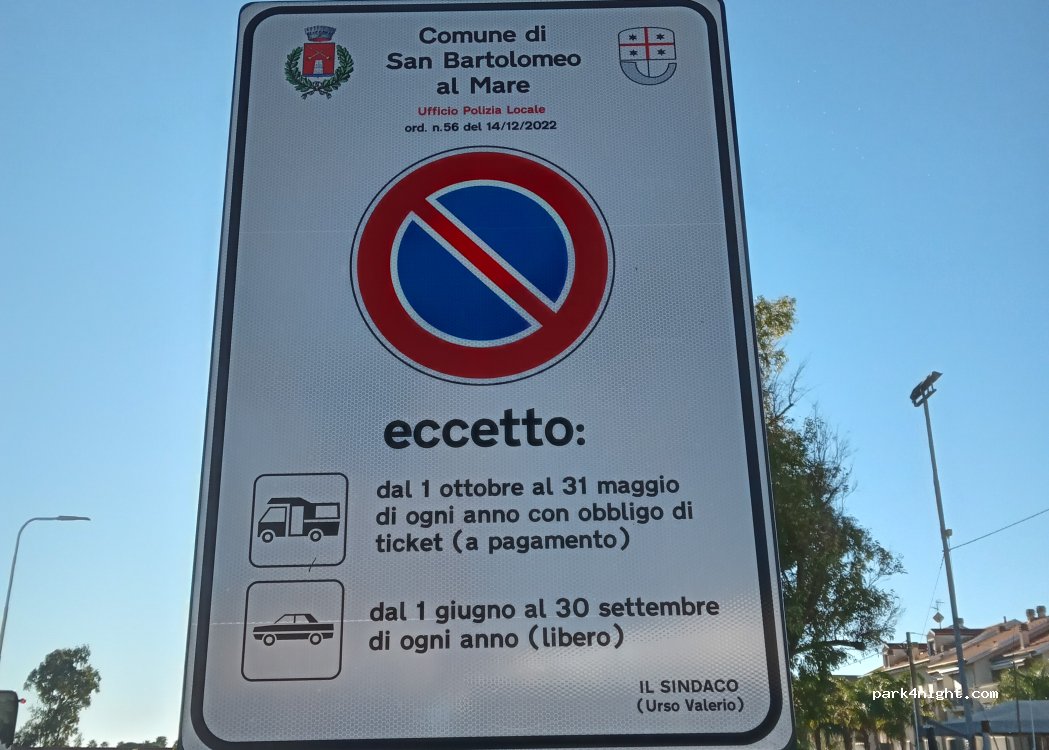 Comune di
San Bartolomeo
al Mare
Ufficio Polizia Locale
ord. n.56 del 14/12/2022
eccetto:
dal 1 ottobre al 31 maggio
di ogni anno con obbligo di
ticket (a pagamento)
dal 1 giugno al 30 settembre
di ogni anno (libero)
IL SINDACO
(Urso Valerio)
park4night.com